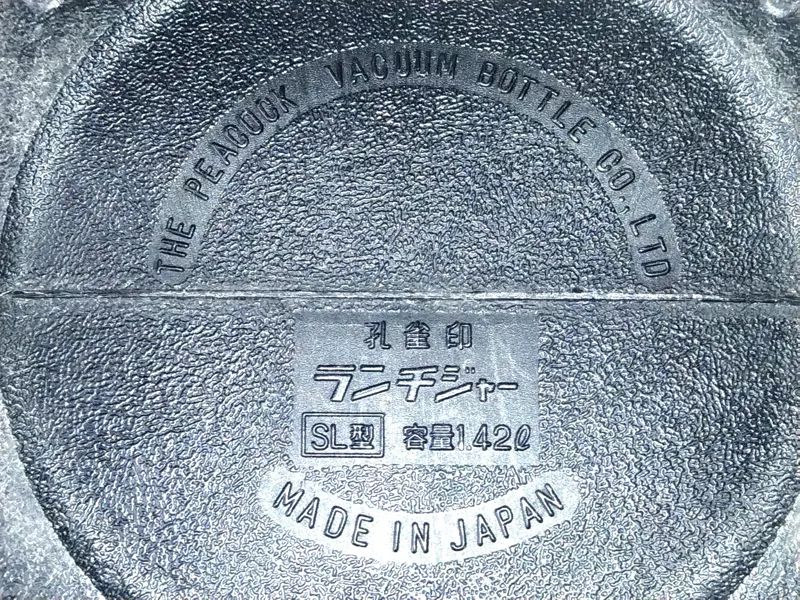 THE PEACOCK VACUUM BOTTLE CO., LTD
孔雀印
ランチジャー
SL型 容量1.42ℓ
MADE IN JAPAN